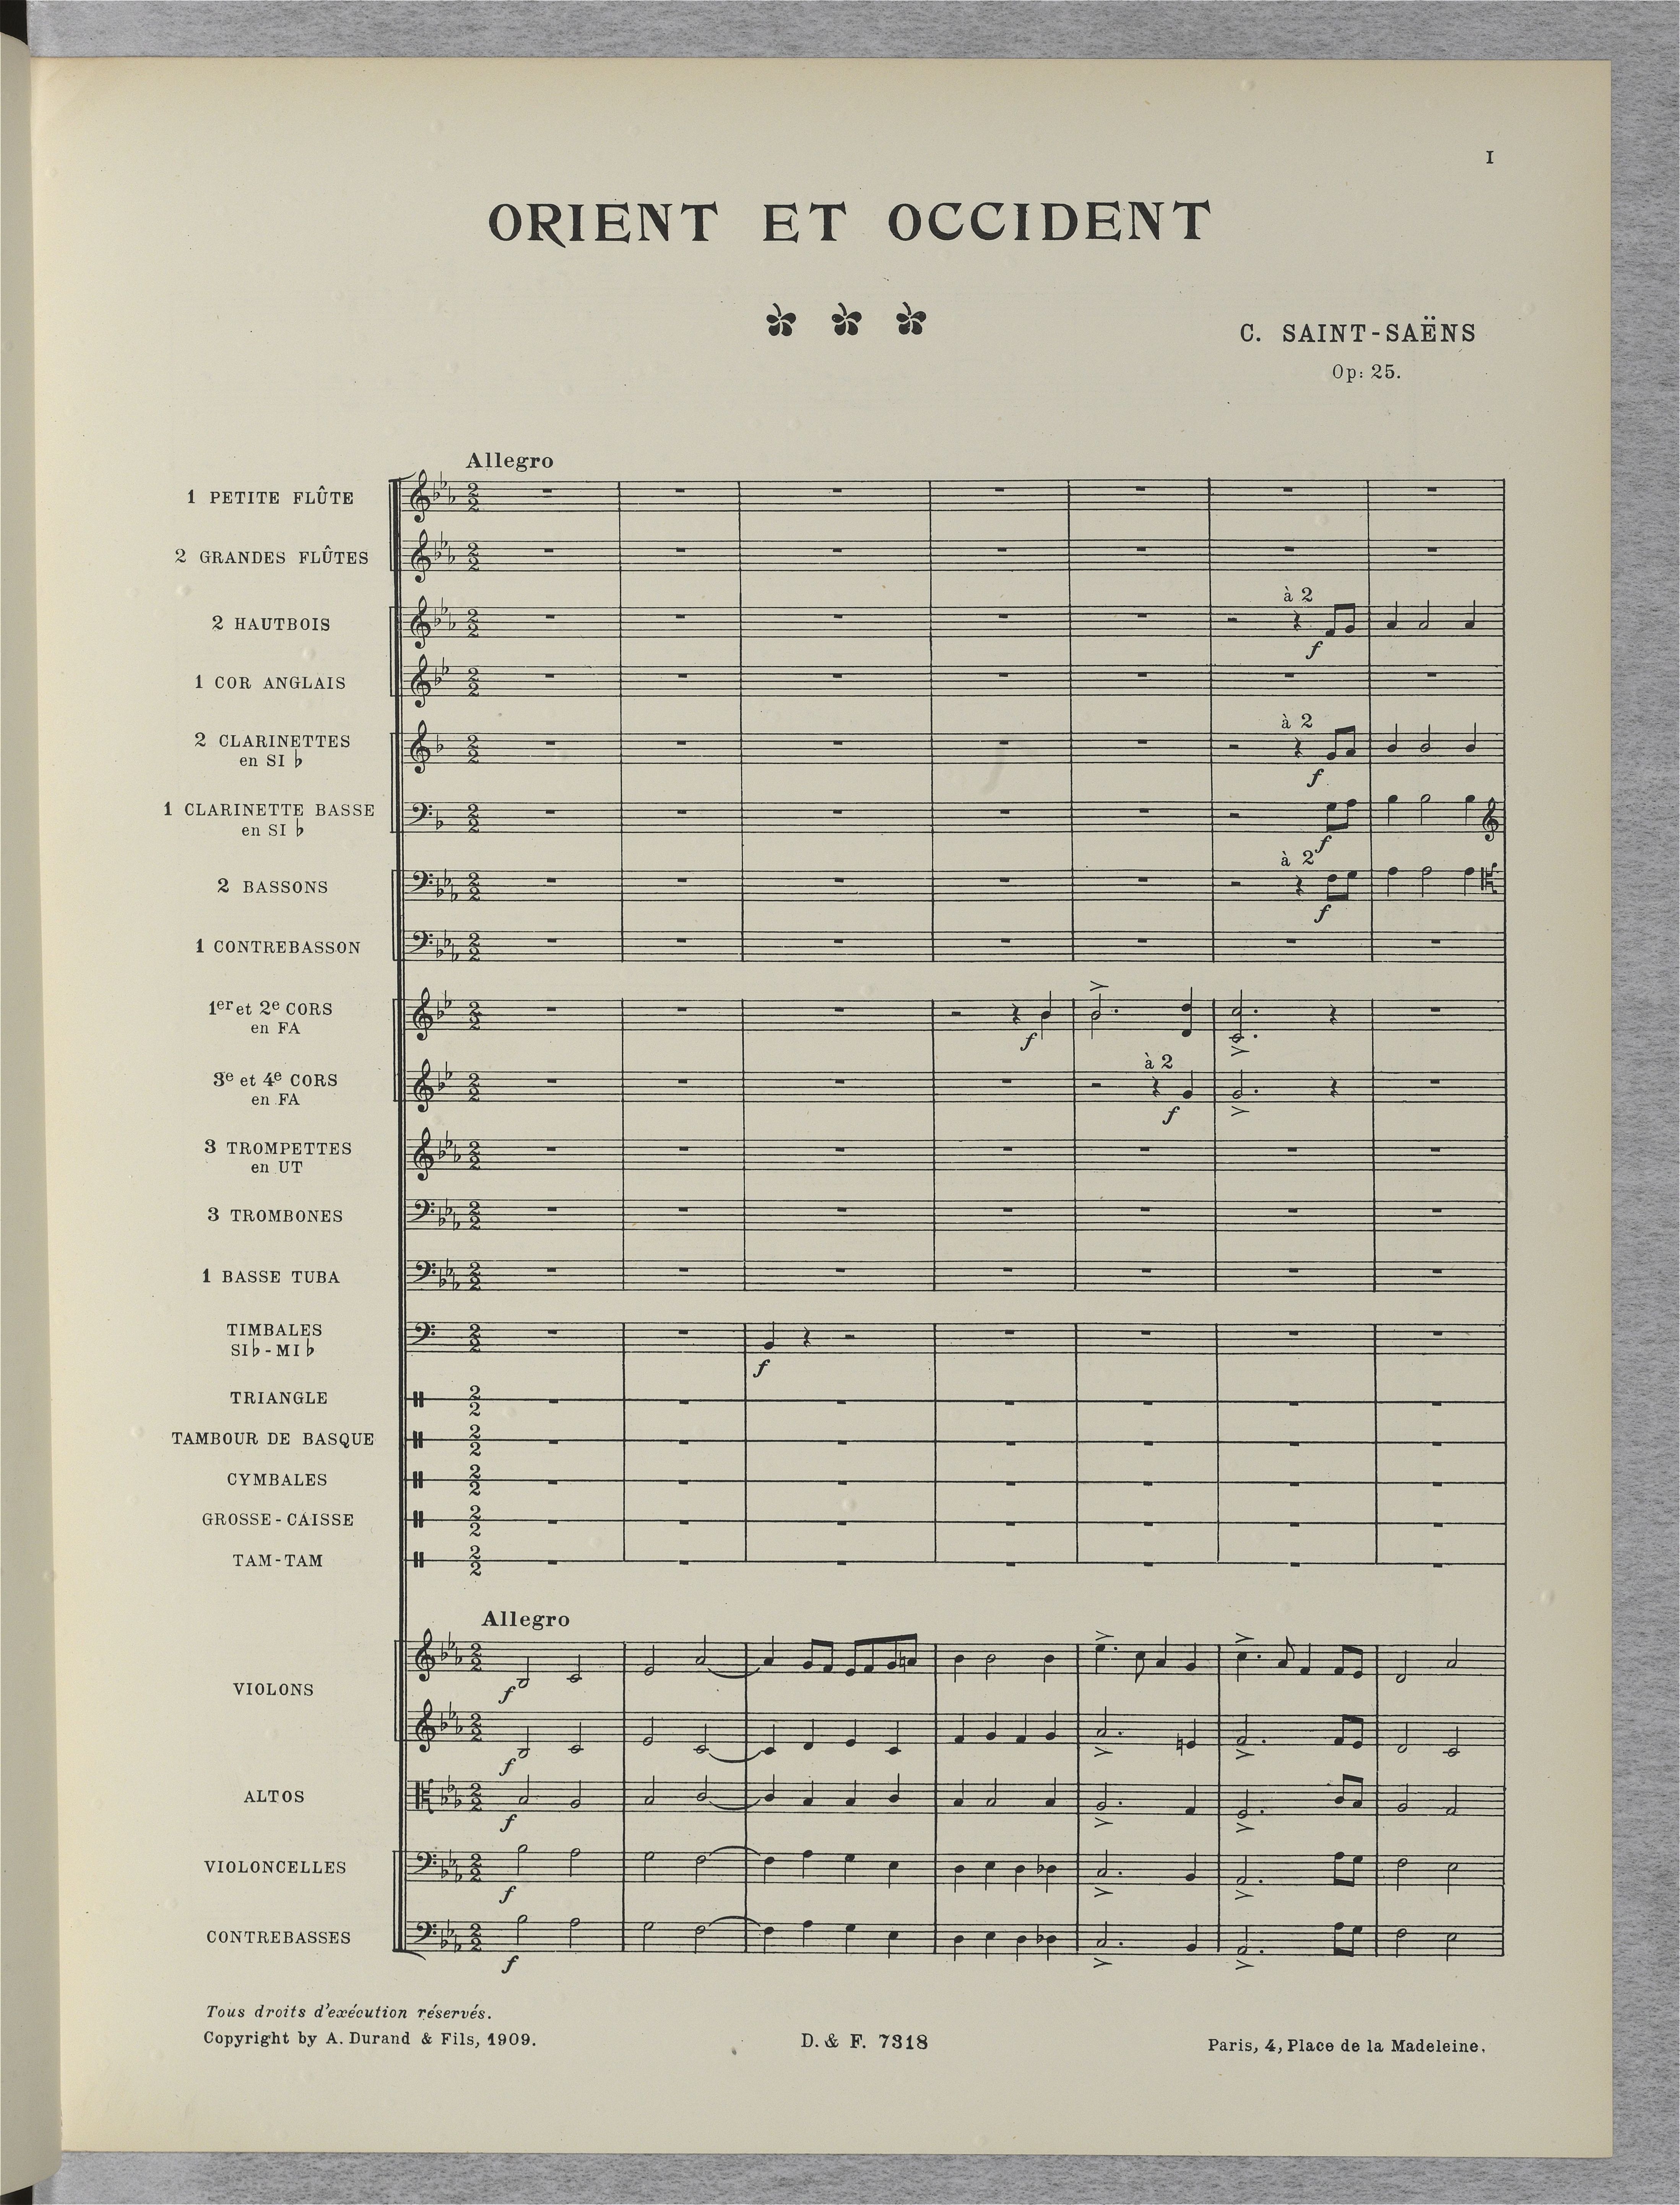 I
ORIENT ET OCCIDENT
C. SAINT-SAËNS
Op: 25.
Allegro
1 PETITE FLÛTE
2 GRANDES FLÛTES
à 2
2 HAUTBOIS
f
1 COR ANGLAIS
à 2
2 CLARINETTES
en SI ♭
f
1 CLARINETTE BASSE
en SI ♭
f
à 2
2 BASSONS
f
1 CONTREBASSON
1er et 2e CORS
en FA
f
à 2
3e et 4e CORS
en FA
f
3 TROMPETTES
en UT
3 TROMBONES
1 BASSE TUBA
TIMBALES
SI♭-MI♭
f
TRIANGLE
TAMBOUR DE BASQUE
CYMBALES
GROSSE-CAISSE
TAM-TAM
Allegro
VIOLONS
f
f
ALTOS
f
VIOLONCELLES
f
CONTREBASSES
f
Tous droits d'exécution réservés.
Copyright by A. Durand & Fils, 1909.
D. & F. 7318
Paris, 4, Place de la Madeleine.